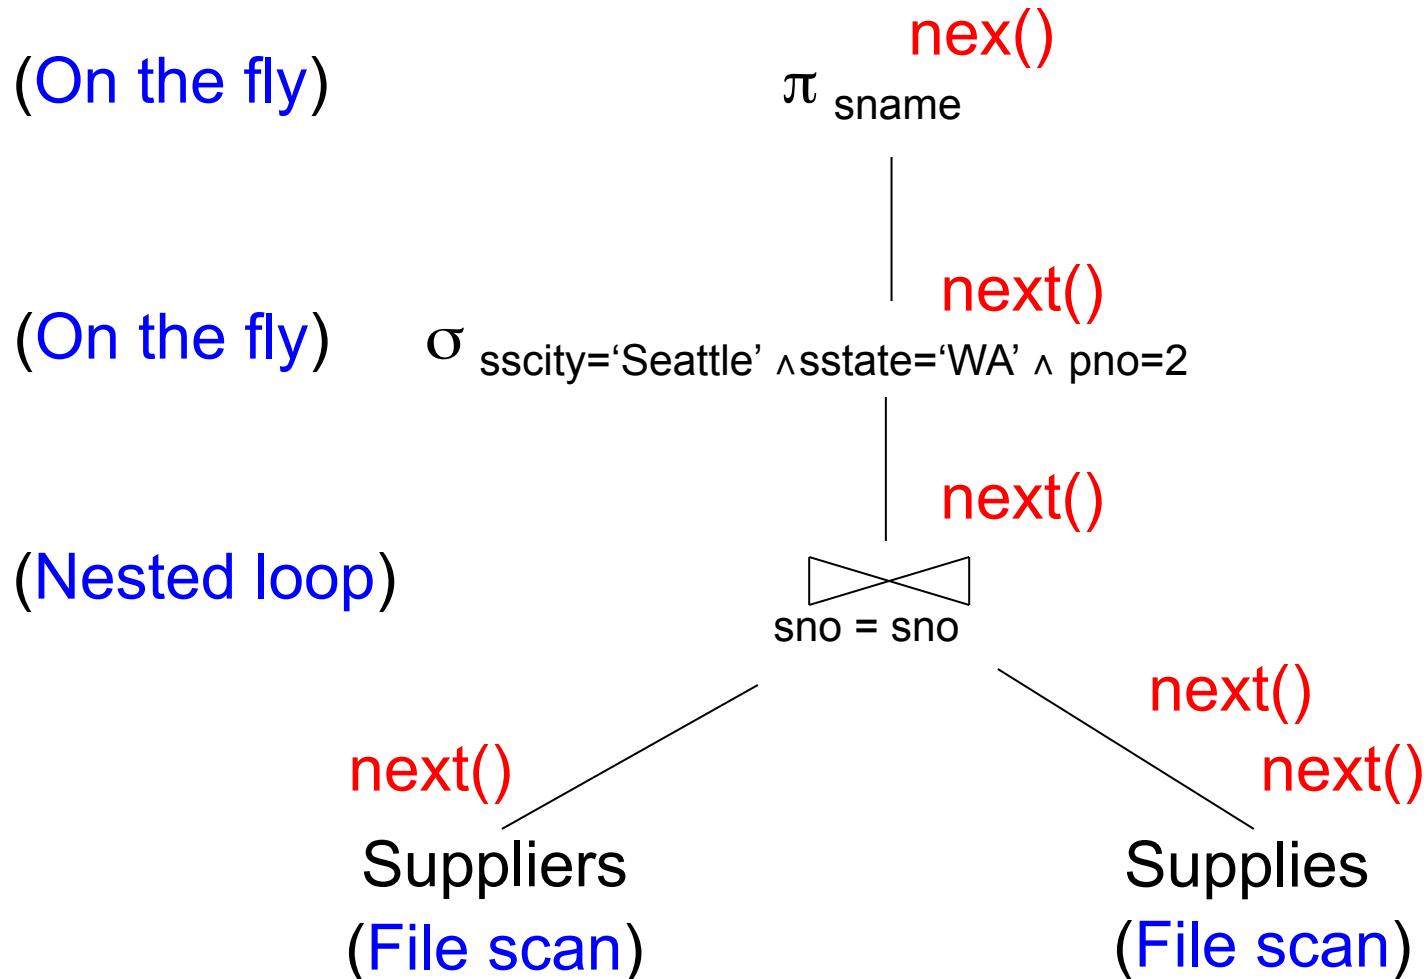 nex()
(On the fly) π sname
next()
(On the fly) σ sscity=‘Seattle’ ∧sstate=‘WA’ ∧ pno=2
next()
(Nested loop)
sno = sno
next()
next() next()
Suppliers Supplies
(File scan) (File scan)